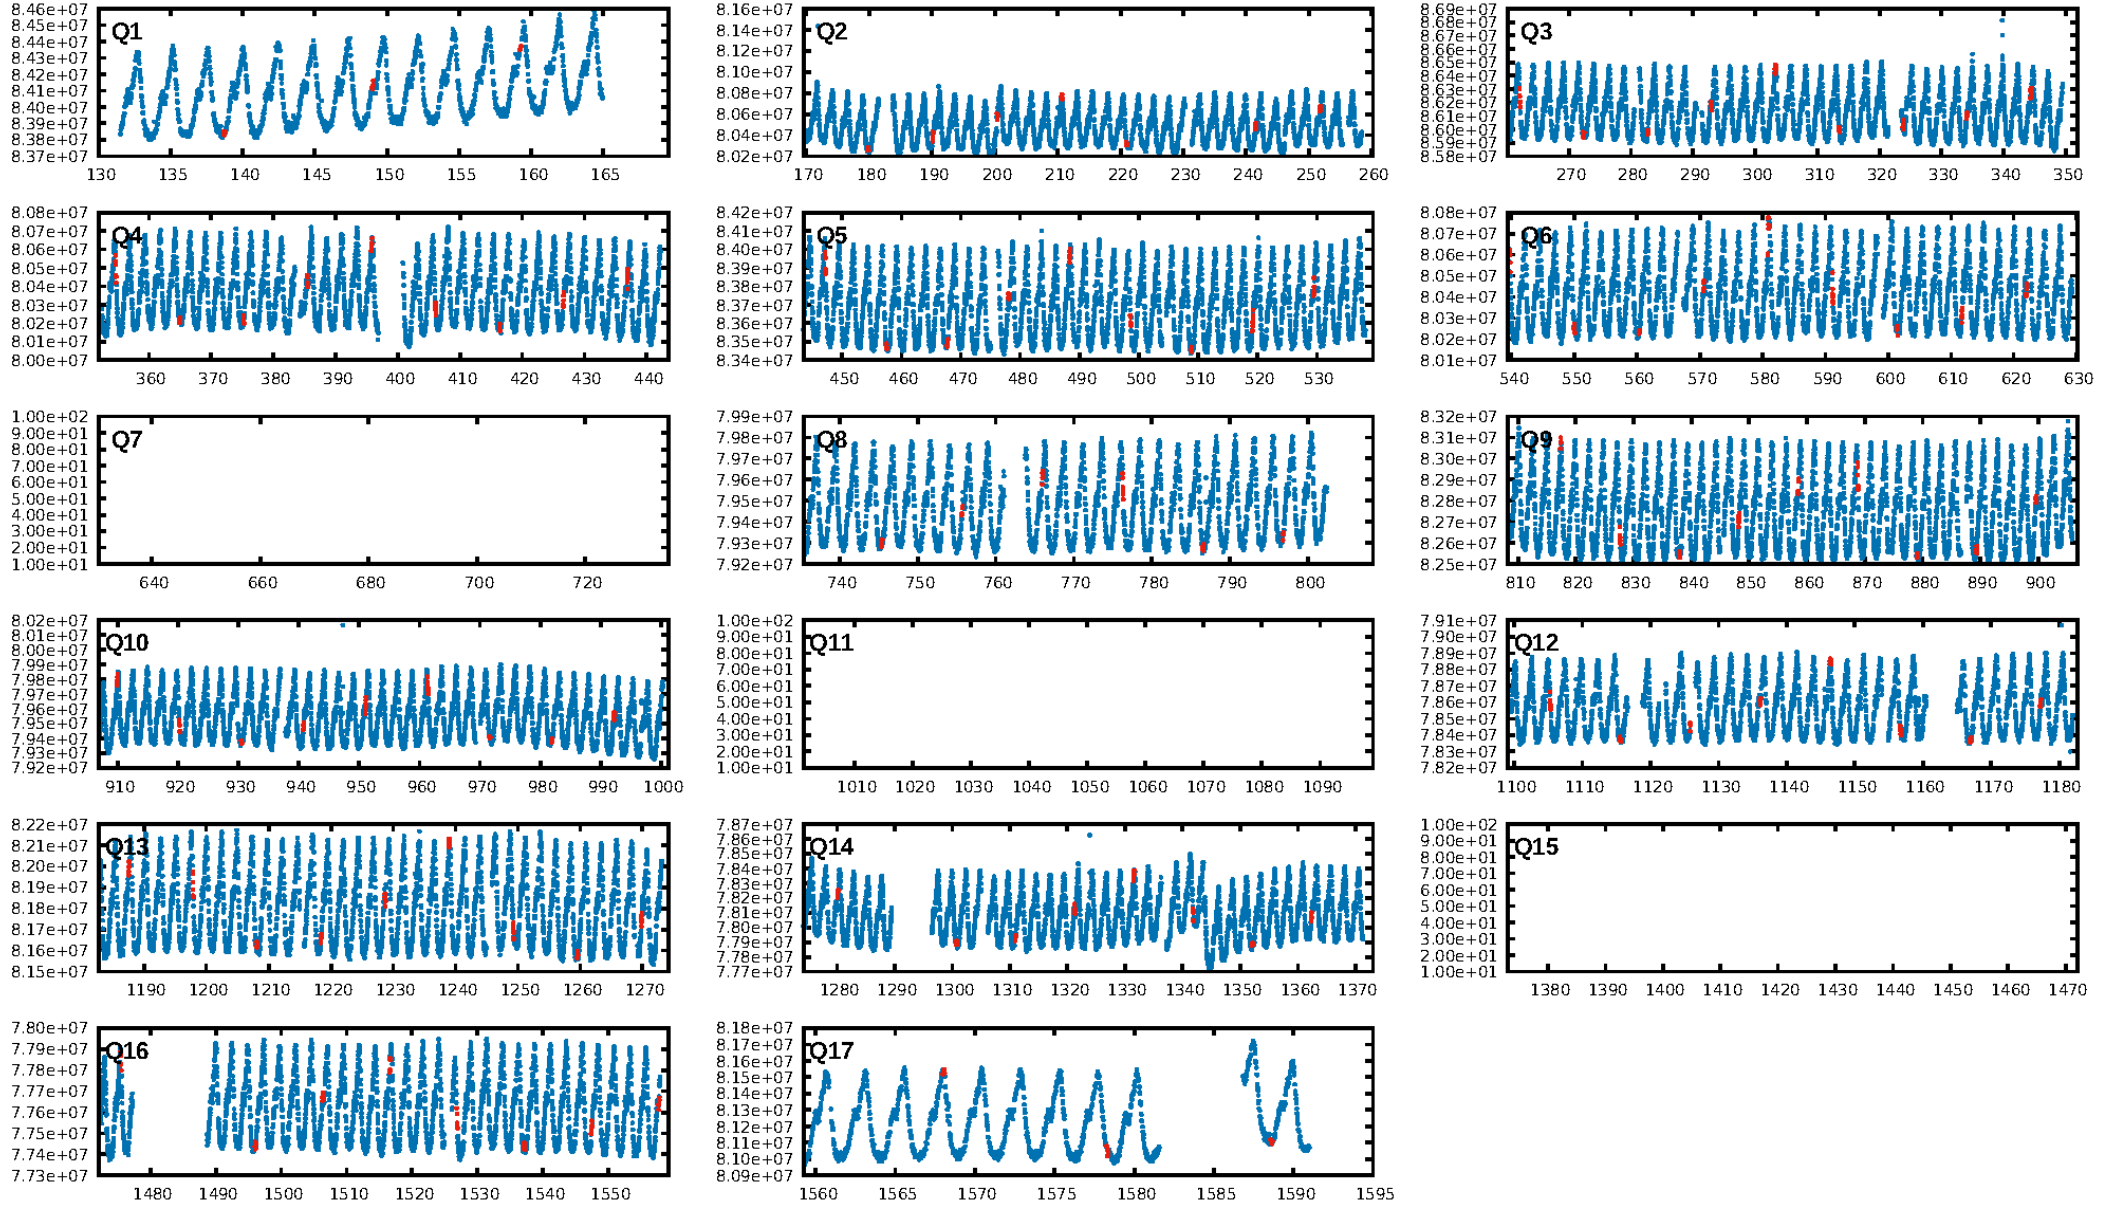 8.46e+07
8.45e+07
8.44e+07
8.43e+07
8.42e+07
8.41e+07
8.40e+07
8.39e+07
8.38e+07
8.37e+07
Q1
130 135 140 145 150 155 160 165
8.16e+07
8.14e+07
8.12e+07
8.10e+07
8.08e+07
8.06e+07
8.04e+07
8.02e+07
Q2
170 180 190 200 210 220 230 240 250 260
8.69e+07
8.68e+07
8.67e+07
8.66e+07
8.65e+07
8.64e+07
8.63e+07
8.62e+07
8.61e+07
8.60e+07
8.59e+07
8.58e+07
Q3
270 280 290 300 310 320 330 340 350
8.08e+07
8.07e+07
8.06e+07
8.05e+07
8.04e+07
8.03e+07
8.02e+07
8.01e+07
8.00e+07
Q4
360 370 380 390 400 410 420 430 440
8.42e+07
8.41e+07
8.40e+07
8.39e+07
8.38e+07
8.37e+07
8.36e+07
8.35e+07
8.34e+07
Q5
450 460 470 480 490 500 510 520 530
8.08e+07
8.07e+07
8.06e+07
8.05e+07
8.04e+07
8.03e+07
8.02e+07
8.01e+07
Q6
540 550 560 570 580 590 600 610 620 630
1.00e+02
9.00e+01
8.00e+01
7.00e+01
6.00e+01
5.00e+01
4.00e+01
3.00e+01
2.00e+01
1.00e+01
Q7
640 660 680 700 720
7.99e+07
7.98e+07
7.97e+07
7.96e+07
7.95e+07
7.94e+07
7.93e+07
7.92e+07
Q8
740 750 760 770 780 790 800
8.32e+07
8.31e+07
8.30e+07
8.29e+07
8.28e+07
8.27e+07
8.26e+07
8.25e+07
Q9
810 820 830 840 850 860 870 880 890 900
8.02e+07
8.01e+07
8.00e+07
7.99e+07
7.98e+07
7.97e+07
7.96e+07
7.95e+07
7.94e+07
7.93e+07
7.92e+07
Q10
910 920 930 940 950 960 970 980 990 1000
1.00e+02
9.00e+01
8.00e+01
7.00e+01
6.00e+01
5.00e+01
4.00e+01
3.00e+01
2.00e+01
1.00e+01
Q11
1010 1020 1030 1040 1050 1060 1070 1080 1090
7.91e+07
7.90e+07
7.89e+07
7.88e+07
7.87e+07
7.86e+07
7.85e+07
7.84e+07
7.83e+07
7.82e+07
Q12
1100 1110 1120 1130 1140 1150 1160 1170 1180
8.22e+07
8.21e+07
8.20e+07
8.19e+07
8.18e+07
8.17e+07
8.16e+07
8.15e+07
Q13
1190 1200 1210 1220 1230 1240 1250 1260 1270
7.87e+07
7.86e+07
7.85e+07
7.84e+07
7.83e+07
7.82e+07
7.81e+07
7.80e+07
7.79e+07
7.78e+07
7.77e+07
Q14
1280 1290 1300 1310 1320 1330 1340 1350 1360 1370
1.00e+02
9.00e+01
8.00e+01
7.00e+01
6.00e+01
5.00e+01
4.00e+01
3.00e+01
2.00e+01
1.00e+01
Q15
1380 1390 1400 1410 1420 1430 1440 1450 1460 1470
7.80e+07
7.79e+07
7.78e+07
7.77e+07
7.76e+07
7.75e+07
7.74e+07
7.73e+07
Q16
1480 1490 1500 1510 1520 1530 1540 1550
8.18e+07
8.17e+07
8.16e+07
8.15e+07
8.14e+07
8.13e+07
8.12e+07
8.11e+07
8.10e+07
8.09e+07
Q17
1560 1565 1570 1575 1580 1585 1590 1595